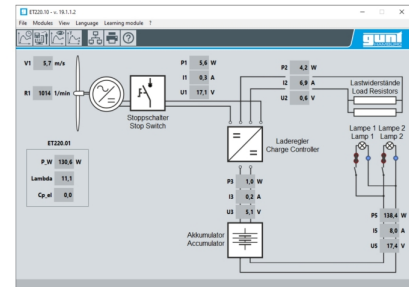 ET220.10 - v. 19.1.1.2
File Modules View Language Learning module ?
gunt
V1 5,7 m/s
P1 5,6 W
I1 0,3 A
U1 17,1 V
P2 4,2 W
I2 6,9 A
U2 0,6 V
Lastwiderstände
Load Resistors
R1 1014 1/min
Stoppschalter
Stop Switch
Lampe 1 Lampe 2
Lamp 1 Lamp 2
Laderegler
Charge Controller
ET220.01
P_W 130,6 W
Lambda 11,1
Cp_el 0,0
P3 1,0 W
I3 0,2 A
U3 5,1 V
Akkumulator
Accumulator
P5 138,4 W
I5 8,0 A
U5 17,4 V